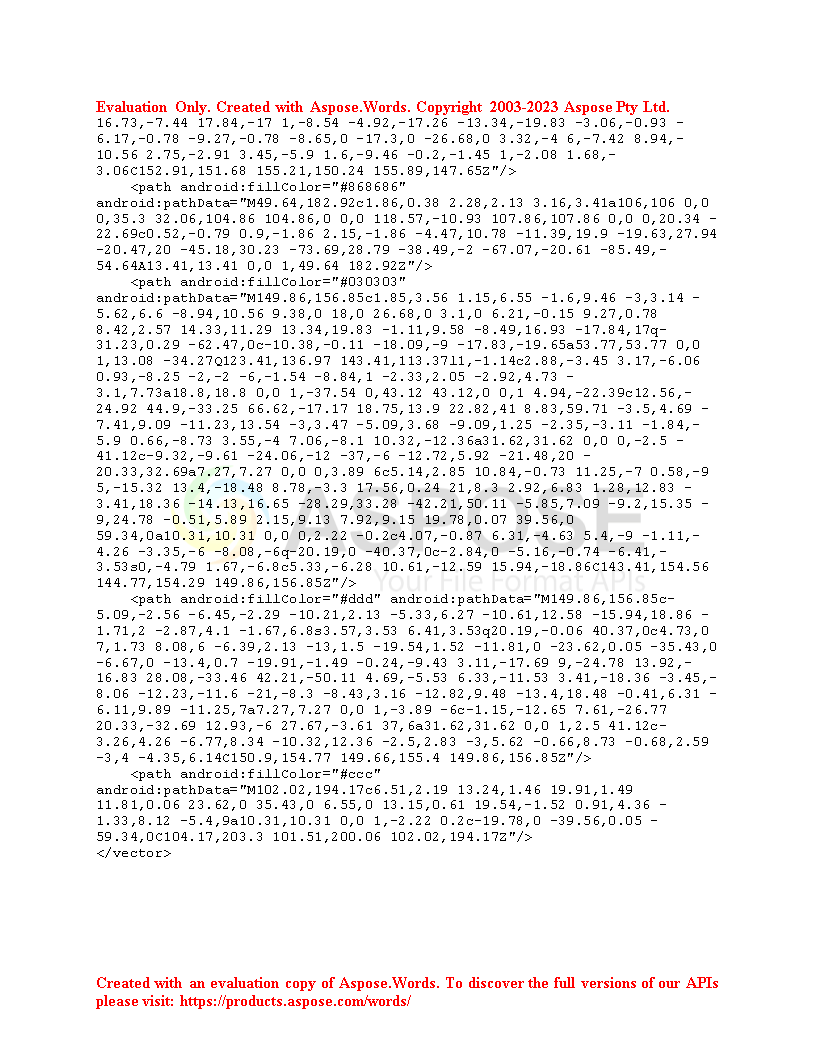 Evaluation Only. Created with Aspose.Words. Copyright 2003-2023 Aspose Pty Ltd.
16.73,-7.44 17.84,-17 1,-8.54 -4.92,-17.26 -13.34,-19.83 -3.06,-0.93 -
6.17,-0.78 -9.27,-0.78 -8.65,0 -17.3,0 -26.68,0 3.32,-4 6,-7.42 8.94,-
10.56 2.75,-2.91 3.45,-5.9 1.6,-9.46 -0.2,-1.45 1,-2.08 1.68,-
3.06C152.91,151.68 155.21,150.24 155.89,147.65Z"/>
    <path android:fillColor="#868686"
android:pathData="M49.64,182.92c1.86,0.38 2.28,2.13 3.16,3.41a106,106 0,0
0,35.3 32.06,104.86 104.86,0 0,0 118.57,-10.93 107.86,107.86 0,0 0,20.34 -
22.69c0.52,-0.79 0.9,-1.86 2.15,-1.86 -4.47,10.78 -11.39,19.9 -19.63,27.94
-20.47,20 -45.18,30.23 -73.69,28.79 -38.49,-2 -67.07,-20.61 -85.49,-
54.64A13.41,13.41 0,0 1,49.64 182.92Z"/>
    <path android:fillColor="#030303"
android:pathData="M149.86,156.85c1.85,3.56 1.15,6.55 -1.6,9.46 -3,3.14 -
5.62,6.6 -8.94,10.56 9.38,0 18,0 26.68,0 3.1,0 6.21,-0.15 9.27,0.78
8.42,2.57 14.33,11.29 13.34,19.83 -1.11,9.58 -8.49,16.93 -17.84,17q-
31.23,0.29 -62.47,0c-10.38,-0.11 -18.09,-9 -17.83,-19.65a53.77,53.77 0,0
1,13.08 -34.27Q123.41,136.97 143.41,113.37l1,-1.14c2.88,-3.45 3.17,-6.06
0.93,-8.25 -2,-2 -6,-1.54 -8.84,1 -2.33,2.05 -2.92,4.73 -
3.1,7.73a18.8,18.8 0,0 1,-37.54 0,43.12 43.12,0 0,1 4.94,-22.39c12.56,-
24.92 44.9,-33.25 66.62,-17.17 18.75,13.9 22.82,41 8.83,59.71 -3.5,4.69 -
7.41,9.09 -11.23,13.54 -3,3.47 -5.09,3.68 -9.09,1.25 -2.35,-3.11 -1.84,-
5.9 0.66,-8.73 3.55,-4 7.06,-8.1 10.32,-12.36a31.62,31.62 0,0 0,-2.5 -
41.12c-9.32,-9.61 -24.06,-12 -37,-6 -12.72,5.92 -21.48,20 -
20.33,32.69a7.27,7.27 0,0 0,3.89 6c5.14,2.85 10.84,-0.73 11.25,-7 0.58,-9
5,-15.32 13.4,-18.48 8.78,-3.3 17.56,0.24 21,8.3 2.92,6.83 1.28,12.83 -
3.41,18.36 -14.13,16.65 -28.29,33.28 -42.21,50.11 -5.85,7.09 -9.2,15.35 -
9,24.78 -0.51,5.89 2.15,9.13 7.92,9.15 19.78,0.07 39.56,0
59.34,0a10.31,10.31 0,0 0,2.22 -0.2c4.07,-0.87 6.31,-4.63 5.4,-9 -1.11,-
4.26 -3.35,-6 -8.08,-6q-20.19,0 -40.37,0c-2.84,0 -5.16,-0.74 -6.41,-
3.53s0,-4.79 1.67,-6.8c5.33,-6.28 10.61,-12.59 15.94,-18.86C143.41,154.56
144.77,154.29 149.86,156.85Z"/>
    <path android:fillColor="#ddd" android:pathData="M149.86,156.85c-
5.09,-2.56 -6.45,-2.29 -10.21,2.13 -5.33,6.27 -10.61,12.58 -15.94,18.86 -
1.71,2 -2.87,4.1 -1.67,6.8s3.57,3.53 6.41,3.53q20.19,-0.06 40.37,0c4.73,0
7,1.73 8.08,6 -6.39,2.13 -13,1.5 -19.54,1.52 -11.81,0 -23.62,0.05 -35.43,0
-6.67,0 -13.4,0.7 -19.91,-1.49 -0.24,-9.43 3.11,-17.69 9,-24.78 13.92,-
16.83 28.08,-33.46 42.21,-50.11 4.69,-5.53 6.33,-11.53 3.41,-18.36 -3.45,-
8.06 -12.23,-11.6 -21,-8.3 -8.43,3.16 -12.82,9.48 -13.4,18.48 -0.41,6.31 -
6.11,9.89 -11.25,7a7.27,7.27 0,0 1,-3.89 -6c-1.15,-12.65 7.61,-26.77
20.33,-32.69 12.93,-6 27.67,-3.61 37,6a31.62,31.62 0,0 1,2.5 41.12c-
3.26,4.26 -6.77,8.34 -10.32,12.36 -2.5,2.83 -3,5.62 -0.66,8.73 -0.68,2.59
-3,4 -4.35,6.14C150.9,154.77 149.66,155.4 149.86,156.85Z"/>
    <path android:fillColor="#ccc"
android:pathData="M102.02,194.17c6.51,2.19 13.24,1.46 19.91,1.49
11.81,0.06 23.62,0 35.43,0 6.55,0 13.15,0.61 19.54,-1.52 0.91,4.36 -
1.33,8.12 -5.4,9a10.31,10.31 0,0 1,-2.22 0.2c-19.78,0 -39.56,0.05 -
59.34,0C104.17,203.3 101.51,200.06 102.02,194.17Z"/>
</vector>
ASPOSE
Your File Format APIs
Created with an evaluation copy of Aspose.Words. To discover the full versions of our APIs
please visit: https://products.aspose.com/words/